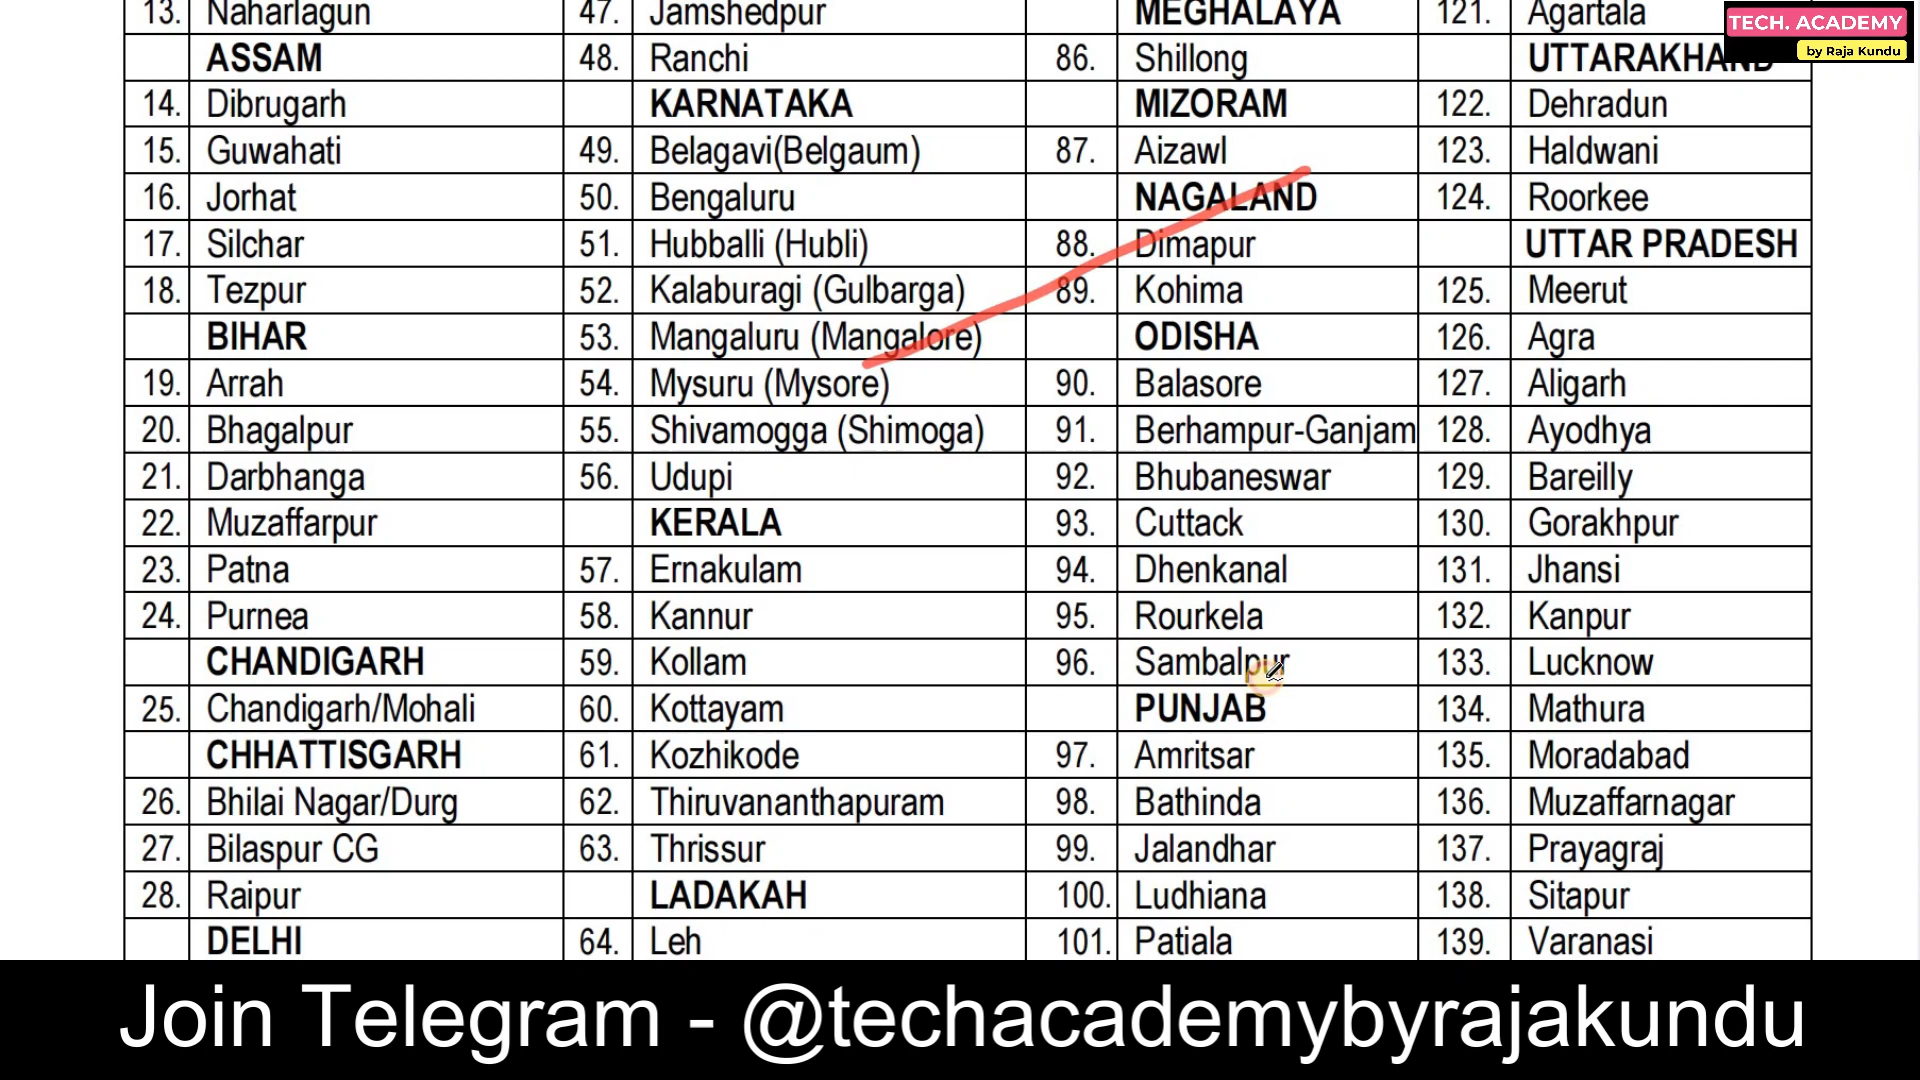 13. Naharlagun 47. Jamshedpur MEGHALAYA 121. Agartala
ASSAM 48. Ranchi 86. Shillong UTTARAKHAND
14. Dibrugarh KARNATAKA MIZORAM 122. Dehradun
15. Guwahati 49. Belagavi(Belgaum) 87. Aizawl 123. Haldwani
16. Jorhat 50. Bengaluru NAGALAND 124. Roorkee
17. Silchar 51. Hubballi (Hubli) 88. Dimapur UTTAR PRADESH
18. Tezpur 52. Kalaburagi (Gulbarga) 89. Kohima 125. Meerut
BIHAR 53. Mangaluru (Mangalore) ODISHA 126. Agra
19. Arrah 54. Mysuru (Mysore) 90. Balasore 127. Aligarh
20. Bhagalpur 55. Shivamogga (Shimoga) 91. Berhampur-Ganjam 128. Ayodhya
21. Darbhanga 56. Udupi 92. Bhubaneswar 129. Bareilly
22. Muzaffarpur KERALA 93. Cuttack 130. Gorakhpur
23. Patna 57. Ernakulam 94. Dhenkanal 131. Jhansi
24. Purnea 58. Kannur 95. Rourkela 132. Kanpur
CHANDIGARH 59. Kollam 96. Sambalpur 133. Lucknow
25. Chandigarh/Mohali 60. Kottayam PUNJAB 134. Mathura
CHHATTISGARH 61. Kozhikode 97. Amritsar 135. Moradabad
26. Bhilai Nagar/Durg 62. Thiruvananthapuram 98. Bathinda 136. Muzaffarnagar
27. Bilaspur CG 63. Thrissur 99. Jalandhar 137. Prayagraj
28. Raipur LADAKAH 100. Ludhiana 138. Sitapur
DELHI 64. Leh 101. Patiala 139. Varanasi
TECH. ACADEMY
by Raja Kundu
Join Telegram - @techacademybyrajakundu